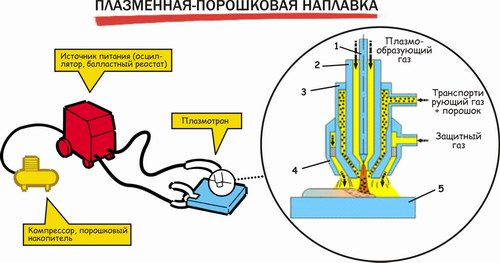 ПЛАЗМЕННАЯ-ПОРОШКОВАЯ НАПЛАВКА
Источник питания (осцил-
лятор, балластный реостат)
Плазмотрон
Компрессор, порошковый
накопитель
1
2
3
4
5
Плазмо-
образующий
газ
Транспорти
рующий газ
+ порошок
Защитный
газ